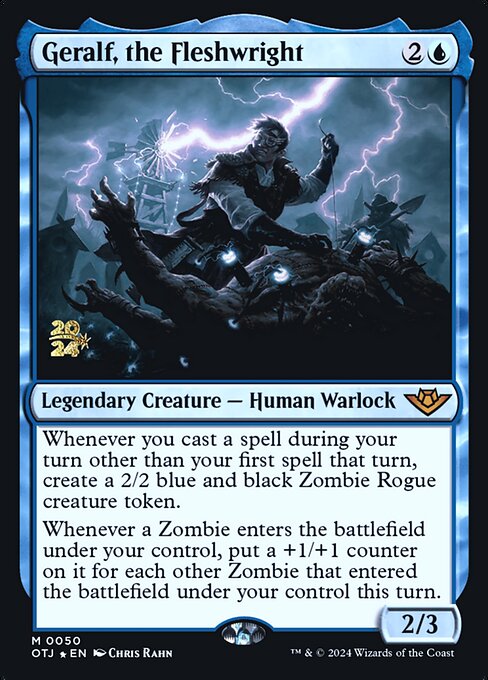 Geralf, the Fleshwright 2
20
24
Legendary Creature — Human Warlock
Whenever you cast a spell during your
turn other than your first spell that turn,
create a 2/2 blue and black Zombie Rogue
creature token.
Whenever a Zombie enters the battlefield
under your control, put a +1/+1 counter
on it for each other Zombie that entered
the battlefield under your control this turn.
2/3
M 0050
OTJ ★ EN Chris Rahn
™ & © 2024 Wizards of the Coast